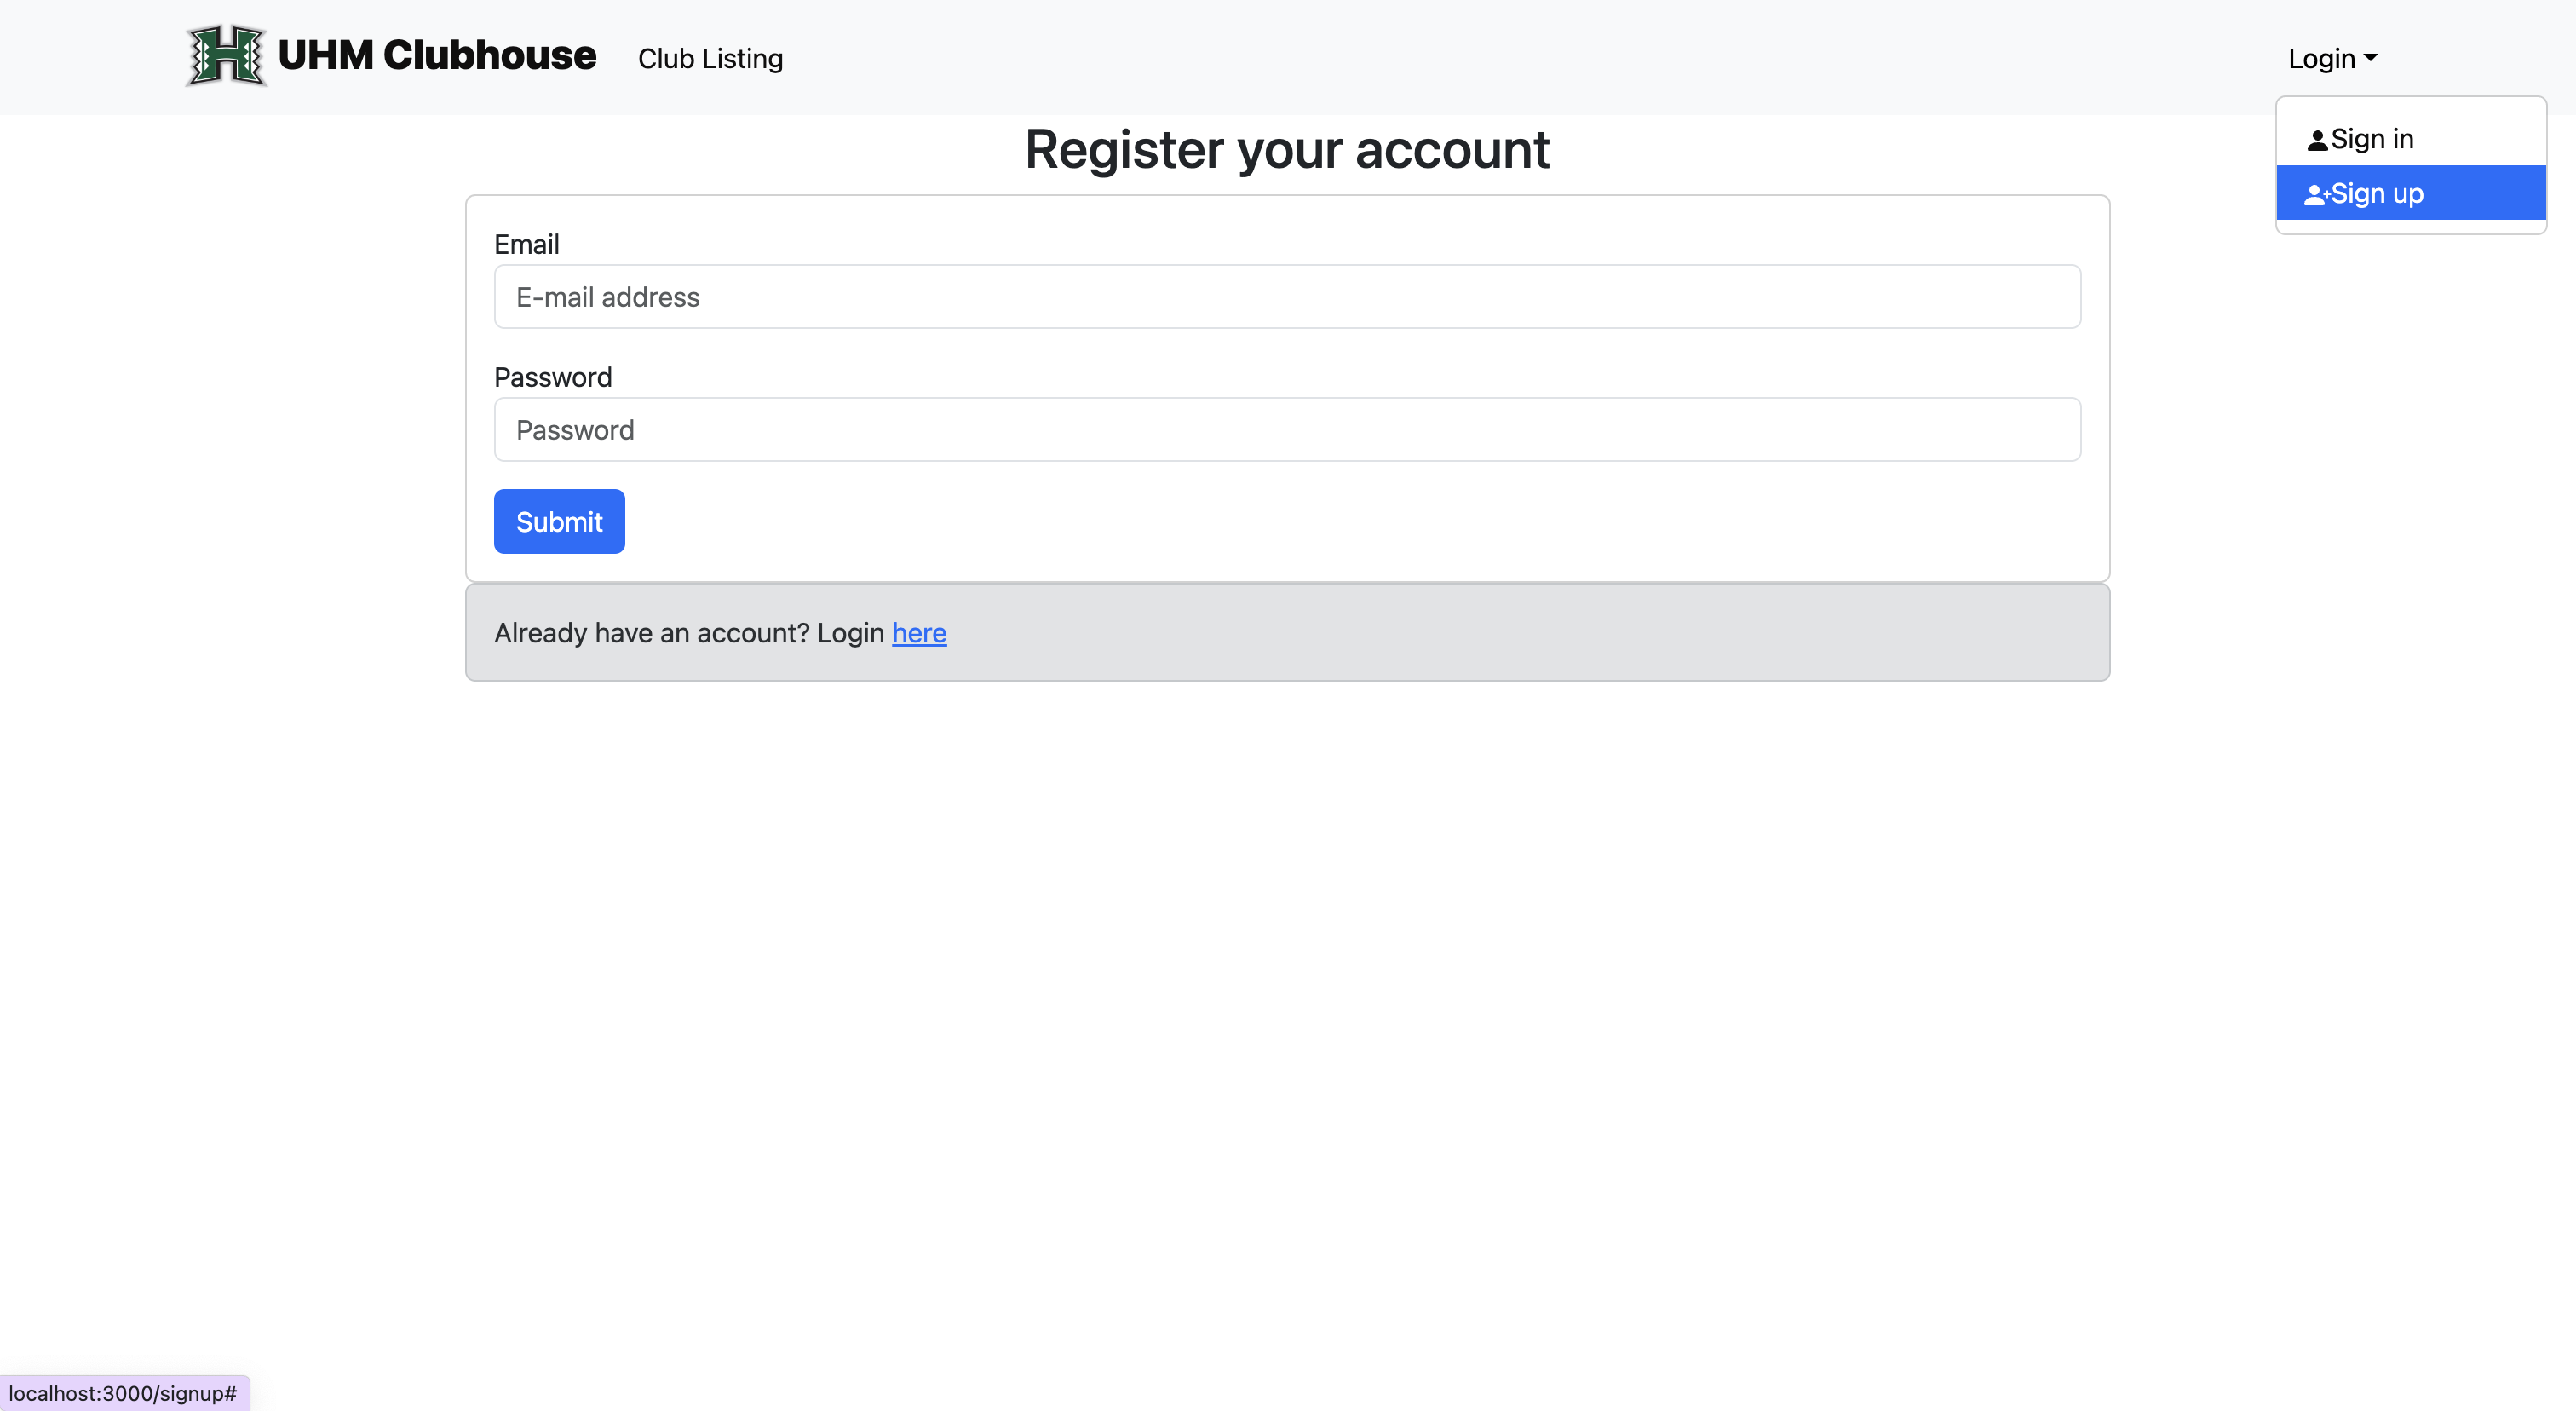 UHM Clubhouse Club Listing Login
Sign in
Sign up
Register your account
Email
E-mail address
Password
Password
Submit
Already have an account? Login here
localhost:3000/signup#